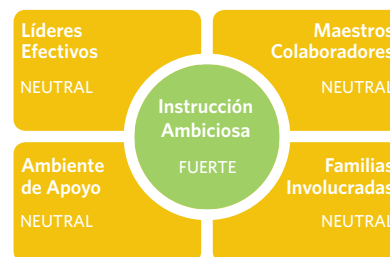 Líderes
Efectivos
NEUTRAL
Maestros
Colaboradores
NEUTRAL
Instrucción
Ambiciosa
FUERTE
Ambiente
de Apoyo
NEUTRAL
Familias
Involucradas
NEUTRAL